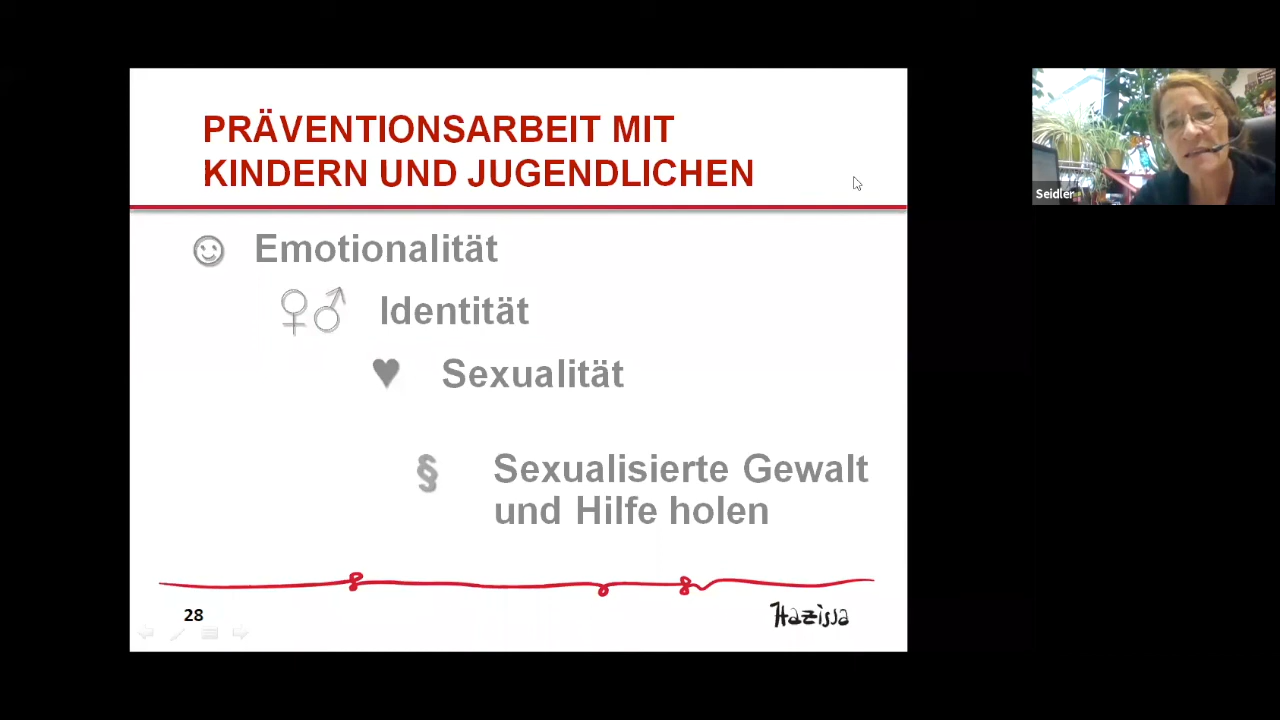 PRÄVENTIONSARBEIT MIT
KINDERN UND JUGENDLICHEN
Emotionalität
Identität
Sexualität
§ Sexualisierte Gewalt
und Hilfe holen
28
Hazissa
Seidler